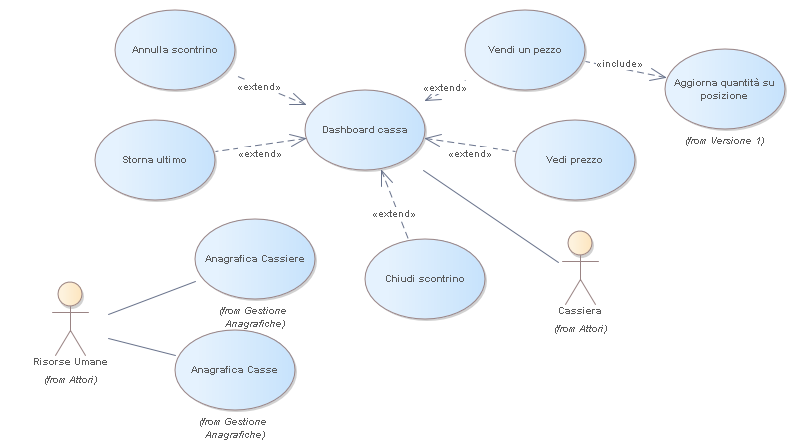 Annulla scontrino
Vendi un pezzo
«include»
Aggiorna quantità su
posizione
(from Versione 1)
«extend»
«extend»
Dashboard cassa
Storna ultimo
«extend»
«extend»
Vedi prezzo
«extend»
Anagrafica Cassiere
(from Gestione
Anagrafiche)
Chiudi scontrino
Cassiera
(from Attori)
Risorse Umane
(from Attori)
Anagrafica Casse
(from Gestione
Anagrafiche)